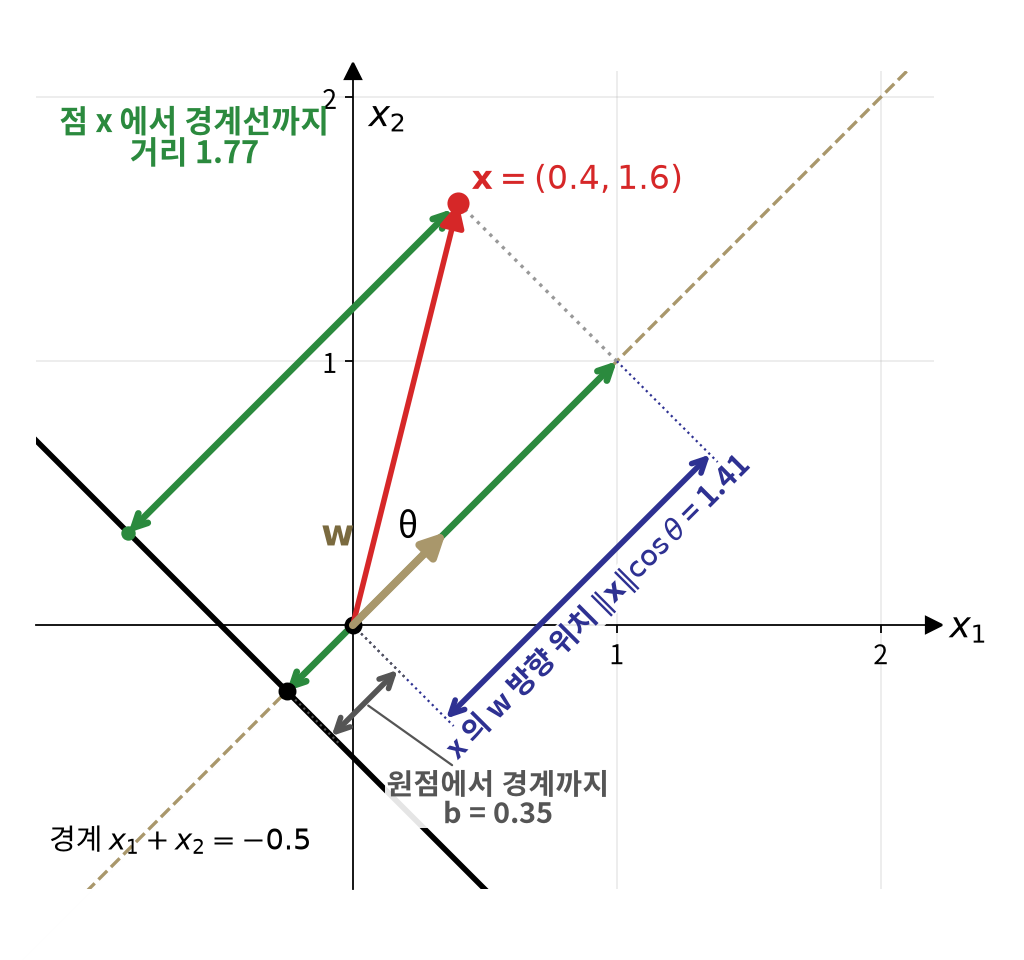 점 x 에서 경계선까지
거리 1.77
2
x₂
x = (0.4, 1.6)
1
w
θ
x₁
1
2
x 의 w 방향 위치 ‖x‖cos θ = 1.41
원점에서 경계까지
b = 0.35
경계 x₁ + x₂ = −0.5